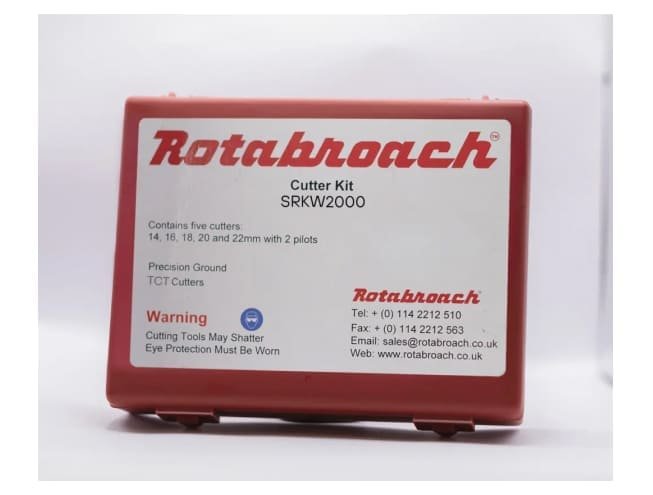 Rotabroach™
Cutter Kit
SRKW2000
Contains five cutters:
14, 16, 18, 20 and 22mm with 2 pilots
Precision Ground
TCT Cutters
Warning
Cutting Tools May Shatter
Eye Protection Must Be Worn
Rotabroach
Tel: + (0) 114 2212 510
Fax: + (0) 114 2212 563
Email: sales@rotabroach.co.uk
Web: www.rotabroach.co.uk